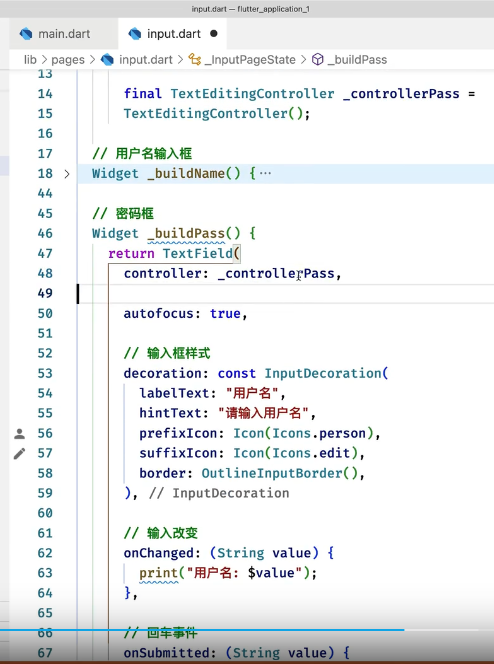 input.dart — flutter_application_1
main.dart
input.dart
lib > pages > input.dart > _InputPageState > _buildPass
13
14 final TextEditingController _controllerPass =
15 TextEditingController();
16
17 // 用户名输入框
18 Widget _buildName() {⋯
44
45 // 密码框
46 Widget _buildPass() {
47 return TextField(
48 controller: _controllerPass,
49
50 autofocus: true,
51
52 // 输入框样式
53 decoration: const InputDecoration(
54 labelText: "用户名",
55 hintText: "请输入用户名",
56 prefixIcon: Icon(Icons.person),
57 suffixIcon: Icon(Icons.edit),
58 border: OutlineInputBorder(),
59 ), // InputDecoration
60
61 // 输入改变
62 onChanged: (String value) {
63 print("用户名: $value");
64 },
65
66 // 回车事件
67 onSubmitted: (String value) {